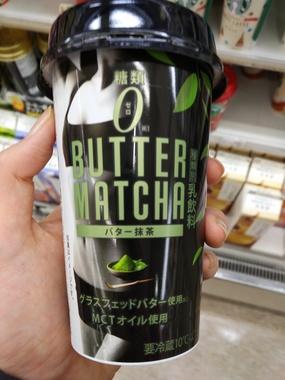 糖類
0
ゼロ
BUTTER
MATCHA
バター抹茶
乳飲料
グラスフェッドバター使用
MCTオイル使用
要冷蔵10℃以下